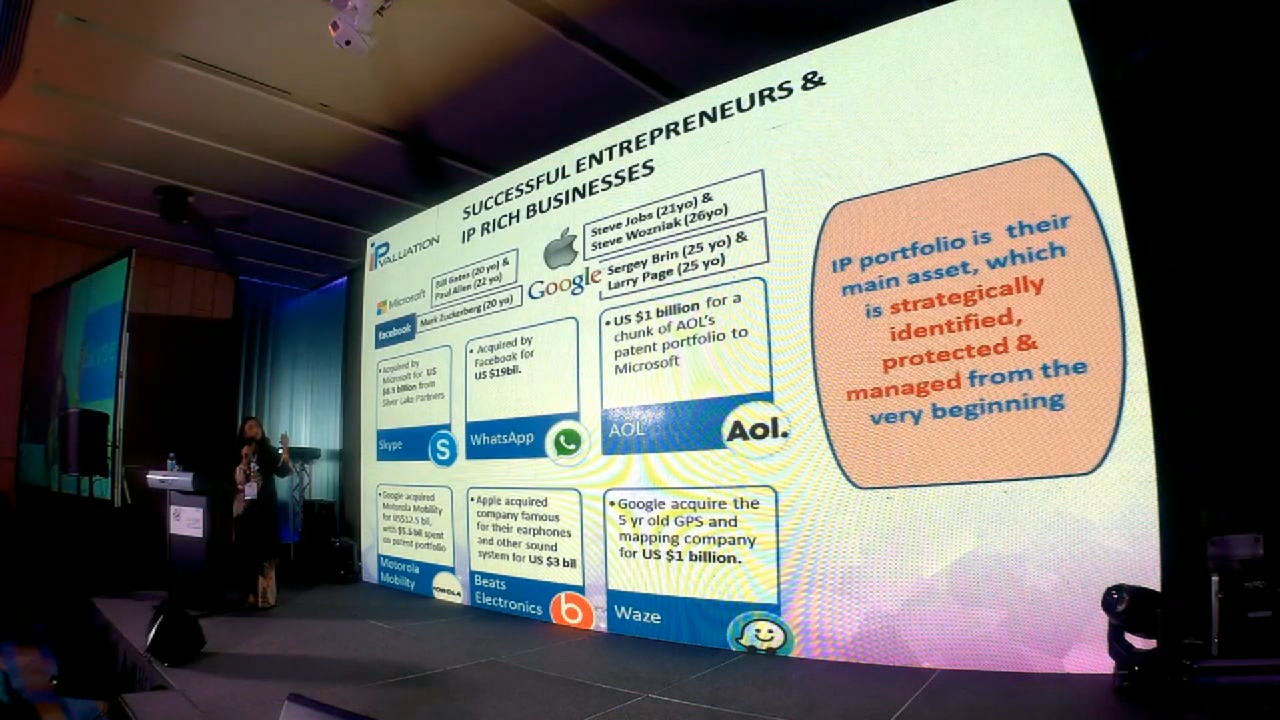 SUCCESSFUL ENTREPRENEURS &
IP RICH BUSINESSES
IP
VALUATION
Microsoft
Bill Gates (20 yo) &
Paul Allen (22 yo)
facebook
Mark Zuckerberg (20 yo)
Steve Jobs (21yo) &
Steve Wozniak (26yo)
Google
Sergey Brin (25 yo) &
Larry Page (25 yo)
• Acquired by
Microsoft for US
$8.5 billion from
Silver Lake Partners
Skype
S
• Acquired by
Facebook for
US $19bil.
WhatsApp
• US $1 billion for a
chunk of AOL's
patent portfolio to
Microsoft
AOL
Aol.
• Google acquired
Motorola Mobility
for US$12.5 bil,
with $5.5 bil spent
on patent portfolio
Motorola
Mobility
• Apple acquired
company famous
for their earphones
and other sound
system for US $3 bil
Beats
Electronics
b
• Google acquire the
5 yr old GPS and
mapping company
for US $1 billion.
Waze
IP portfolio is their
main asset, which
is strategically
identified,
protected &
managed from the
very beginning